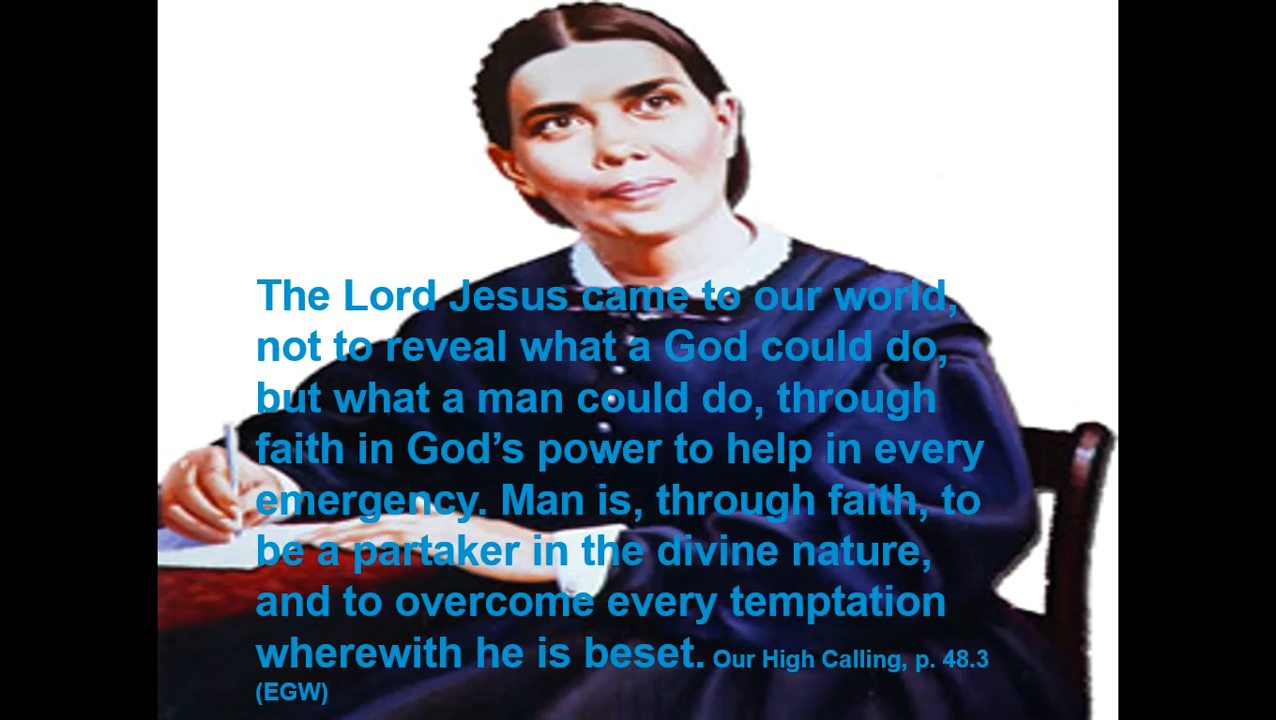 The Lord Jesus came to our world,
not to reveal what a God could do,
but what a man could do, through
faith in God’s power to help in every
emergency. Man is, through faith, to
be a partaker in the divine nature,
and to overcome every temptation
wherewith he is beset. Our High Calling, p. 48.3
(EGW)